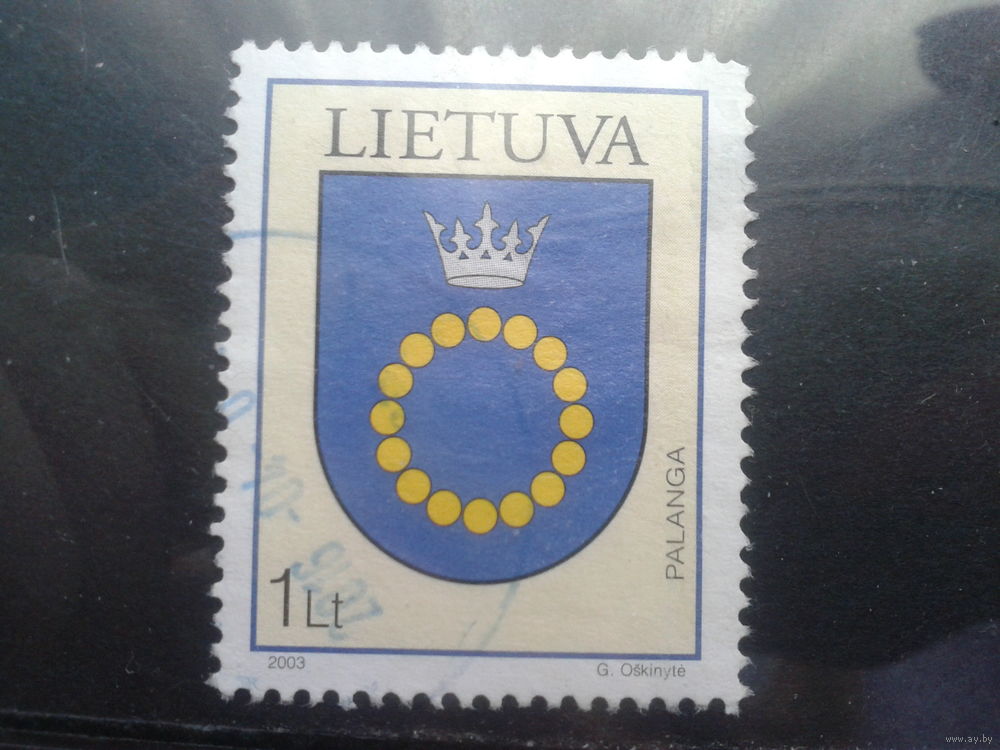 LIETUVA
PALANGA
1Lt
2003
G. Oškinytė
www.ay.by